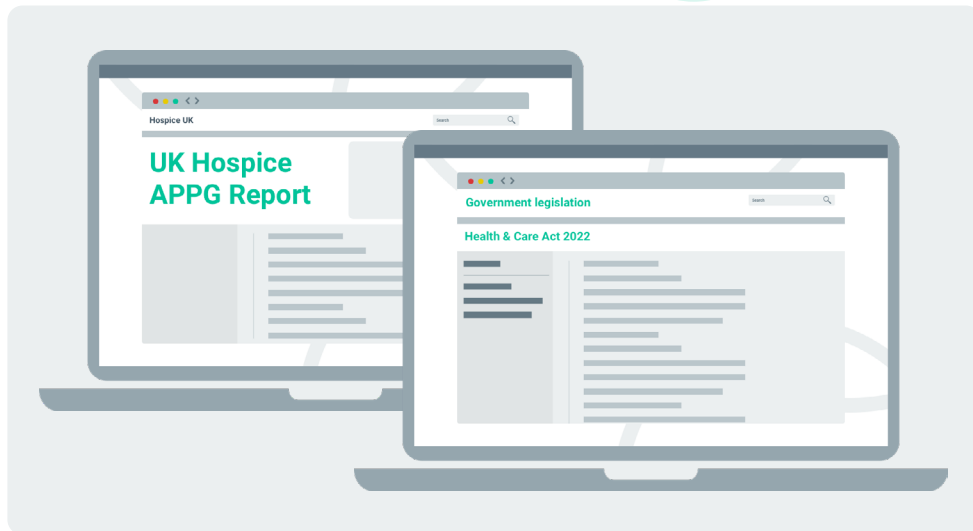 Hospice UK
Search
UK Hospice
APPG Report
Government legislation
Search
Health & Care Act 2022